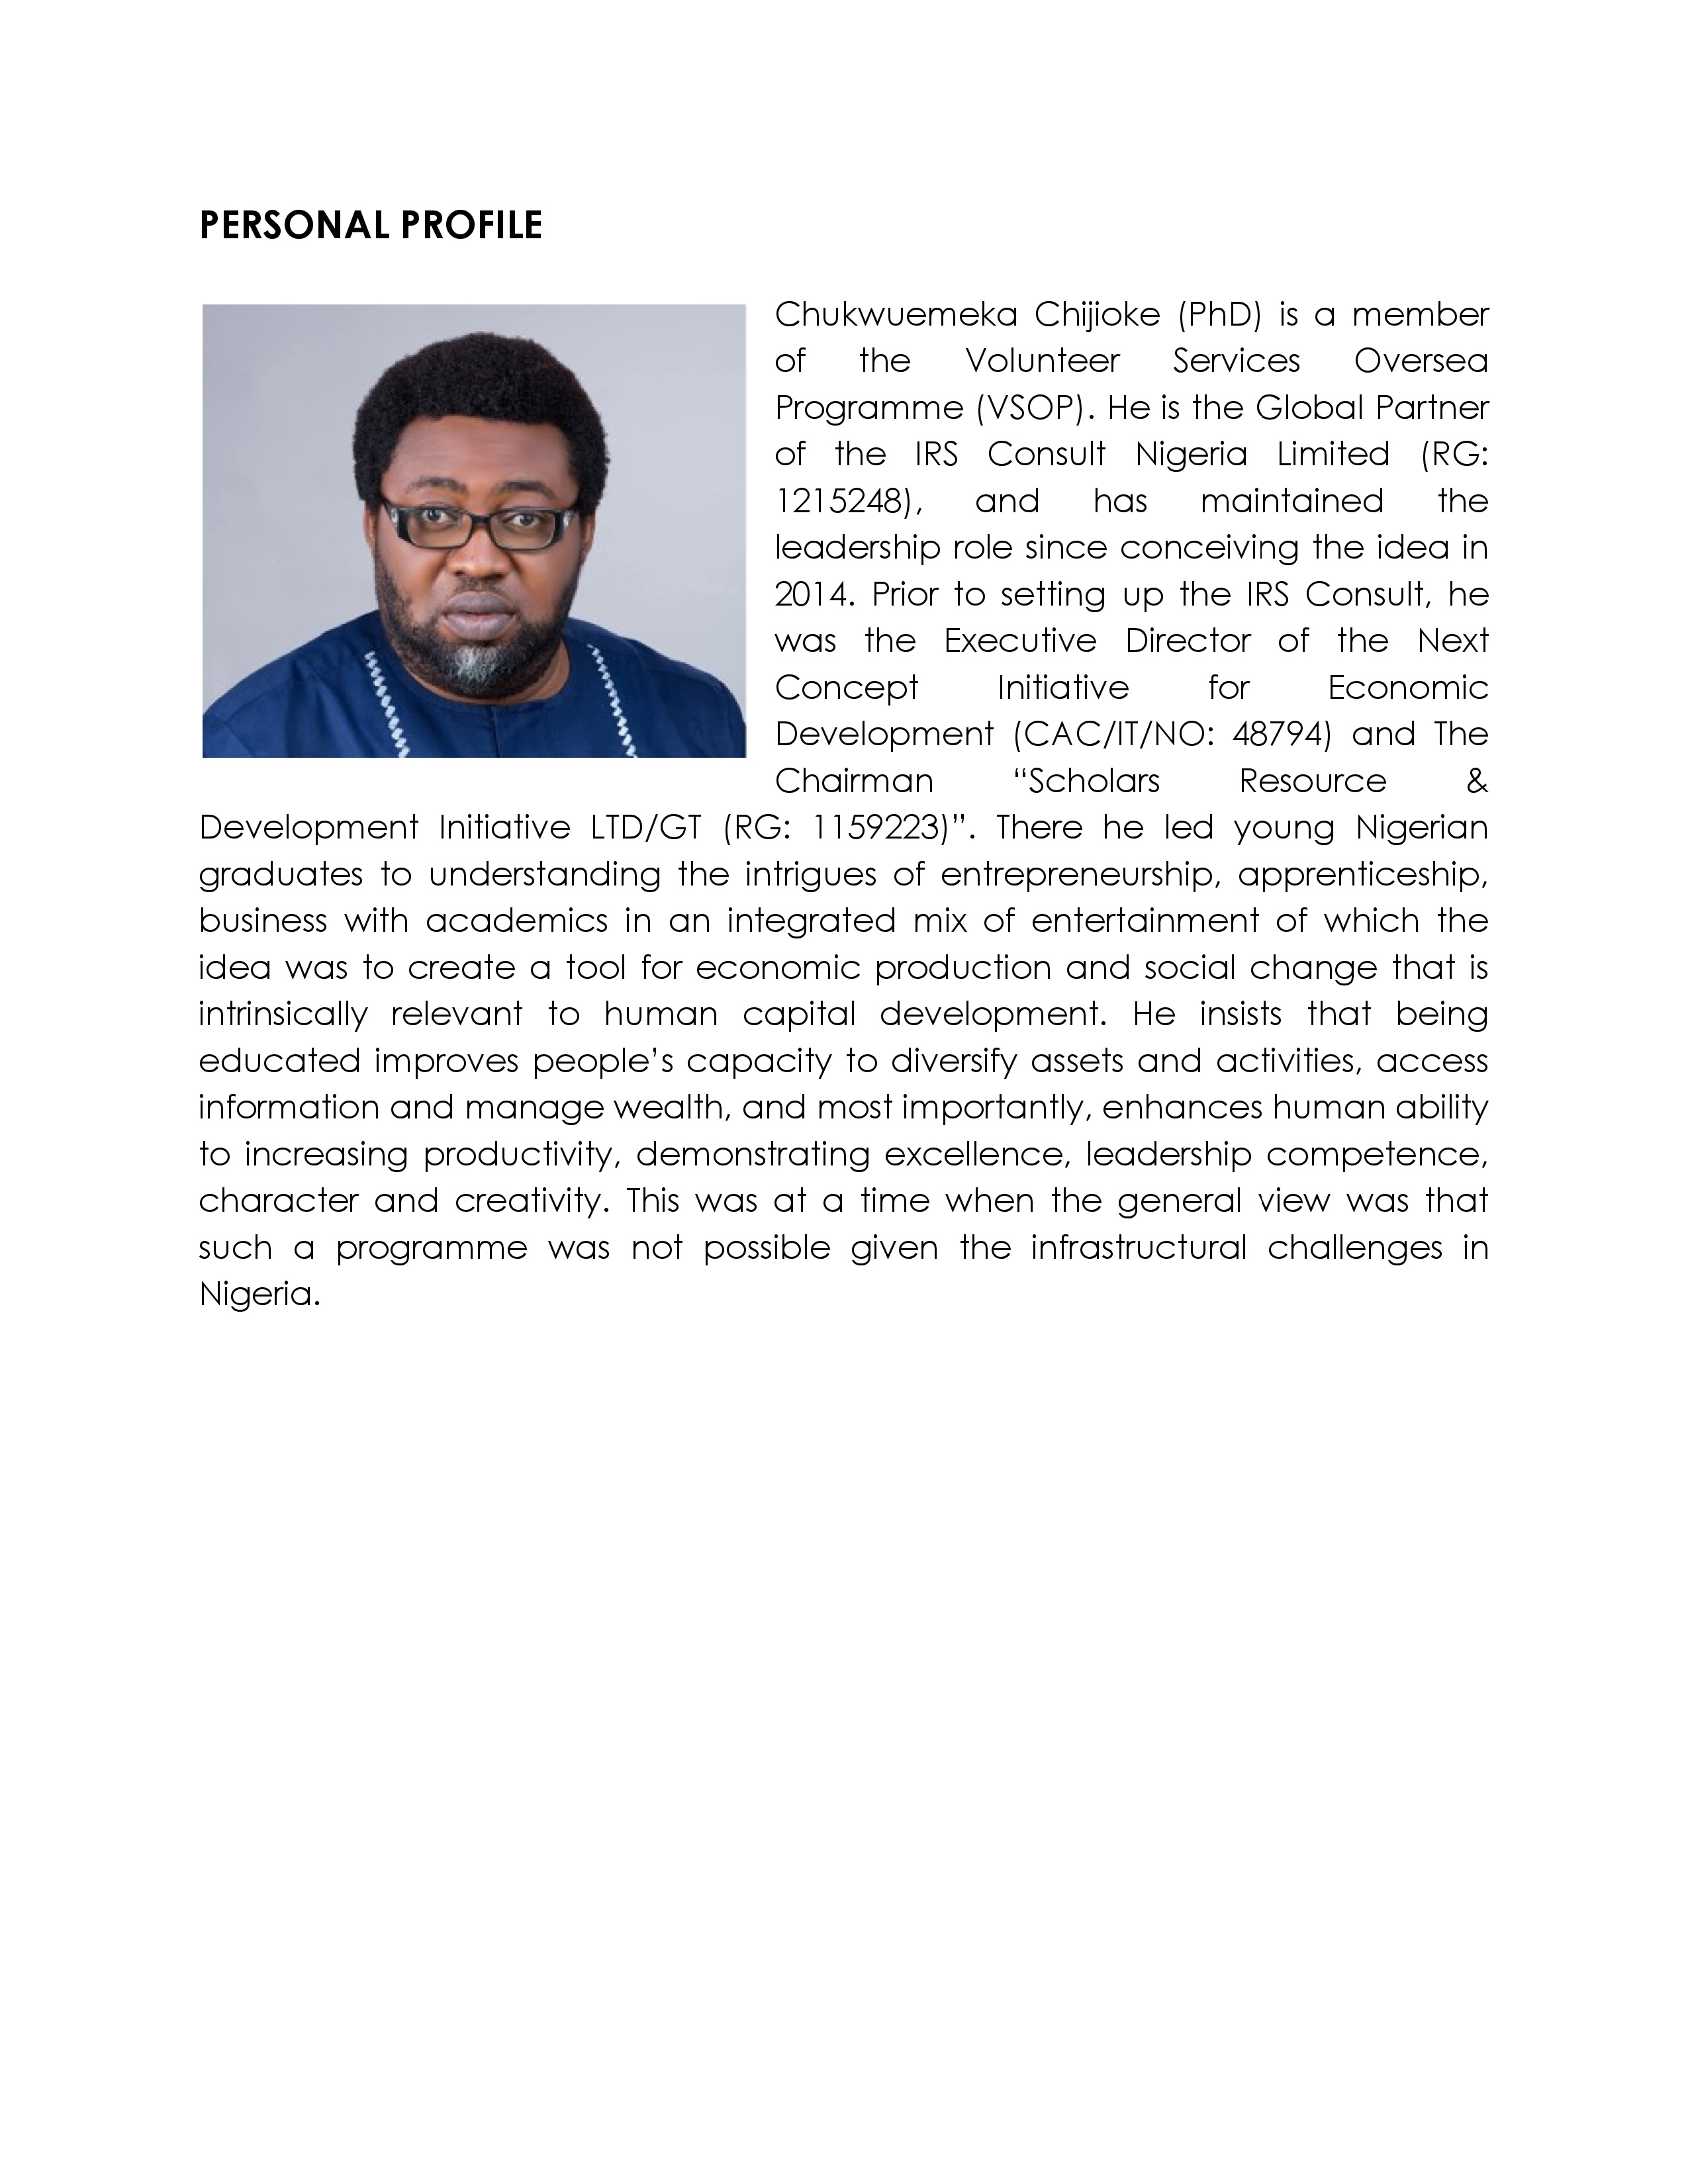 PERSONAL PROFILE
Chukwuemeka Chijioke (PhD) is a member
of the Volunteer Services Oversea
Programme (VSOP). He is the Global Partner
of the IRS Consult Nigeria Limited (RG:
1215248), and has maintained the
leadership role since conceiving the idea in
2014. Prior to setting up the IRS Consult, he
was the Executive Director of the Next
Concept Initiative for Economic
Development (CAC/IT/NO: 48794) and The
Chairman “Scholars Resource &
Development Initiative LTD/GT (RG: 1159223)”. There he led young Nigerian
graduates to understanding the intrigues of entrepreneurship, apprenticeship,
business with academics in an integrated mix of entertainment of which the
idea was to create a tool for economic production and social change that is
intrinsically relevant to human capital development. He insists that being
educated improves people’s capacity to diversify assets and activities, access
information and manage wealth, and most importantly, enhances human ability
to increasing productivity, demonstrating excellence, leadership competence,
character and creativity. This was at a time when the general view was that
such a programme was not possible given the infrastructural challenges in
Nigeria.